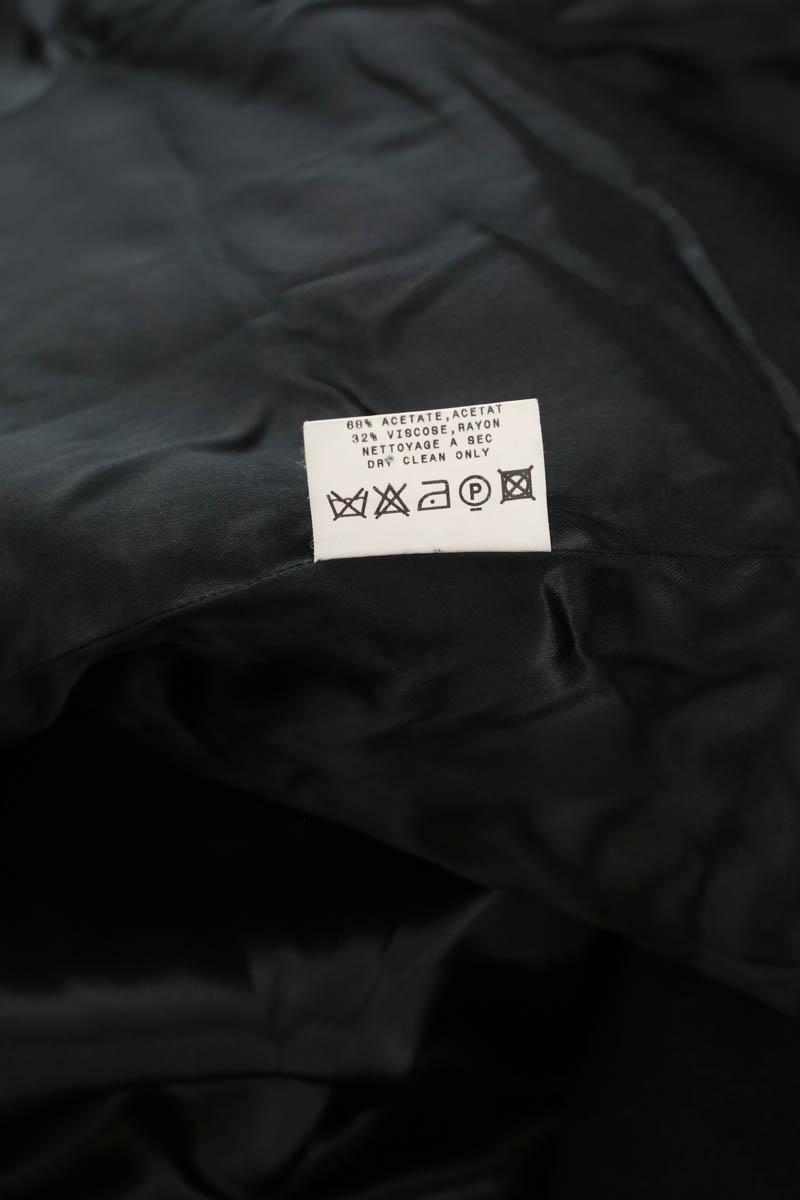 68% ACETATE,ACETAT
32% VISCOSE,RAYON
NETTOYAGE A SEC
DRY CLEAN ONLY
P